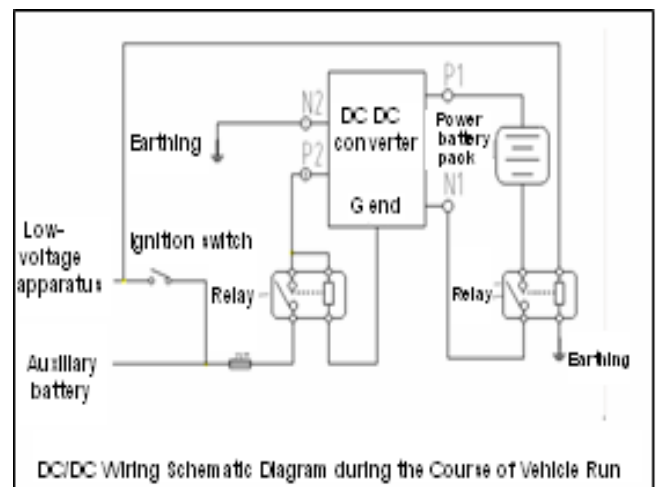 P1
N2
DC DC
converter
Power
battery
pack
Earthing
P2
N1
G end
Low-
voltage
apparatus
Ignition switch
Relay
Relay
Auxiliary
battery
Earthing
DC/DC Wiring Schematic Diagram during the Course of Vehicle Run